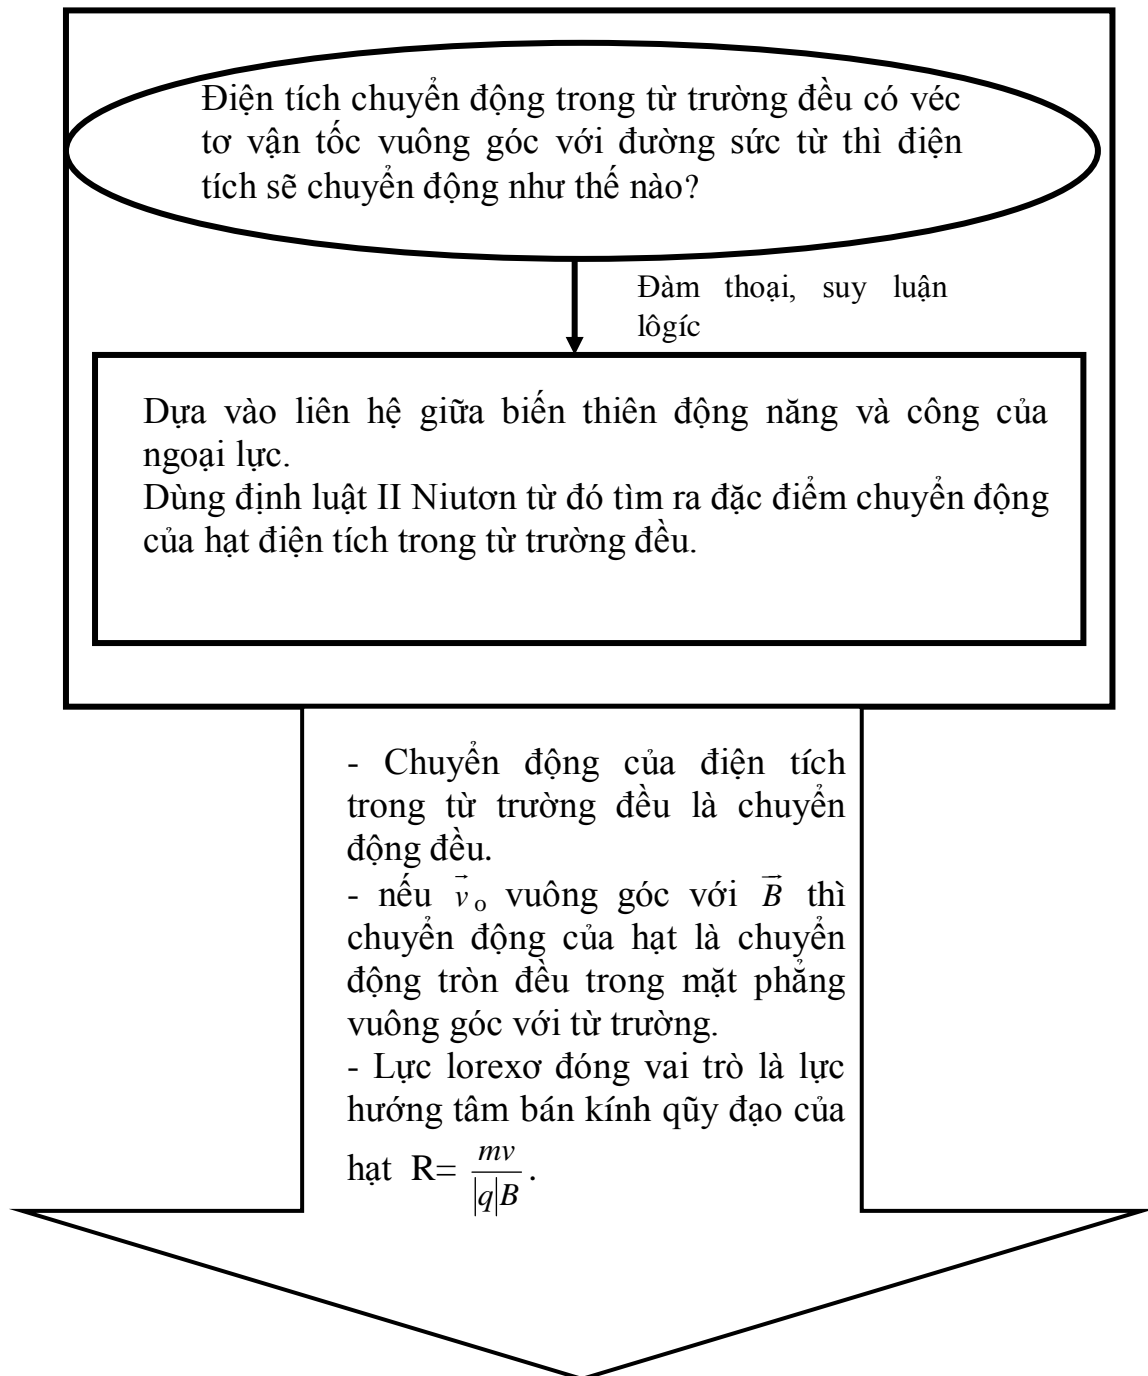 Điện tích chuyển động trong từ trường đều có véc
tơ vận tốc vuông góc với đường sức từ thì điện
tích sẽ chuyển động như thế nào?
Đàm thoại, suy luận
lôgíc
Dựa vào liên hệ giữa biến thiên động năng và công của
ngoại lực.
Dùng định luật II Niutơn từ đó tìm ra đặc điểm chuyển động
của hạt điện tích trong từ trường đều.
- Chuyển động của điện tích
trong từ trường đều là chuyển
động đều.
- nếu $\vec{v}_o$ vuông góc với $\vec{B}$ thì
chuyển động của hạt là chuyển
động tròn đều trong mặt phẳng
vuông góc với từ trường.
- Lực lorexơ đóng vai trò là lực
hướng tâm bán kính qũy đạo của
hạt R= $\frac{mv}{|q|B}$.